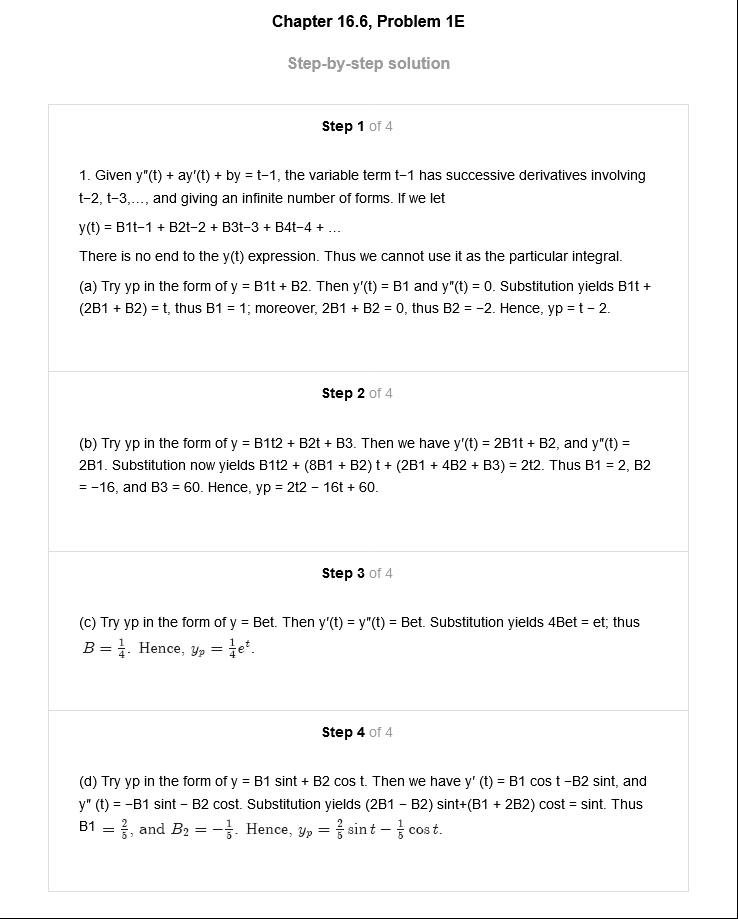 Chapter 16.6, Problem 1E
Step-by-step solution
Step 1 of 4
1. Given y″(t) + ay′(t) + by = t−1, the variable term t−1 has successive derivatives involving
t−2, t−3,…, and giving an infinite number of forms. If we let
y(t) = B1t−1 + B2t−2 + B3t−3 + B4t−4 + …
There is no end to the y(t) expression. Thus we cannot use it as the particular integral.
(a) Try yp in the form of y = B1t + B2. Then y′(t) = B1 and y″(t) = 0. Substitution yields B1t +
(2B1 + B2) = t, thus B1 = 1; moreover, 2B1 + B2 = 0, thus B2 = −2. Hence, yp = t − 2.
Step 2 of 4
(b) Try yp in the form of y = B1t2 + B2t + B3. Then we have y′(t) = 2B1t + B2, and y″(t) =
2B1. Substitution now yields B1t2 + (8B1 + B2) t + (2B1 + 4B2 + B3) = 2t2. Thus B1 = 2, B2
= −16, and B3 = 60. Hence, yp = 2t2 − 16t + 60.
Step 3 of 4
(c) Try yp in the form of y = Bet. Then y′(t) = y″(t) = Bet. Substitution yields 4Bet = et; thus
B = 1/4. Hence, yₚ = 1/4 eᵗ.
Step 4 of 4
(d) Try yp in the form of y = B1 sint + B2 cos t. Then we have y′ (t) = B1 cos t −B2 sint, and
y″ (t) = −B1 sint − B2 cost. Substitution yields (2B1 − B2) sint+(B1 + 2B2) cost = sint. Thus
B1 = 2/5, and B₂ = −1/5. Hence, yₚ = 2/5 sin t − 1/5 cos t.